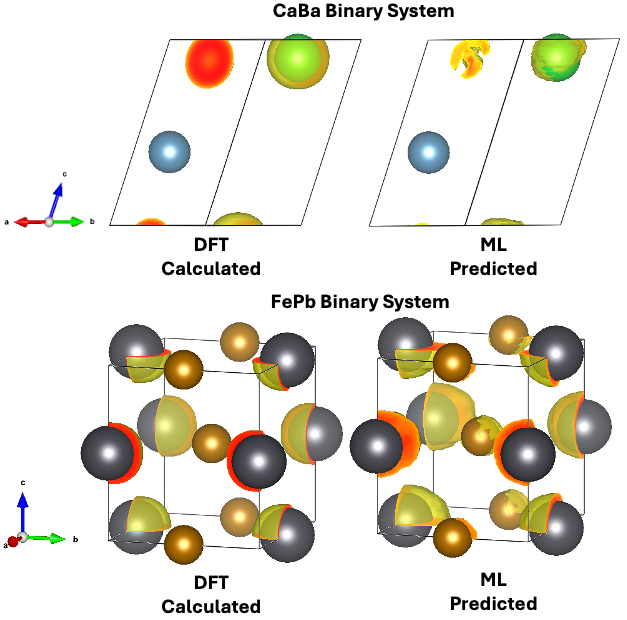 CaBa Binary System
c
a
b
DFT
Calculated
ML
Predicted
FePb Binary System
c
a
b
DFT
Calculated
ML
Predicted